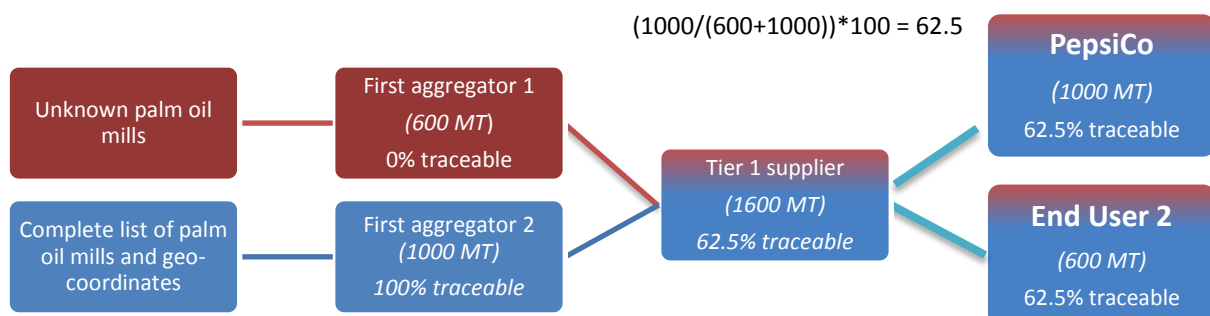 (1000/(600+1000))*100 = 62.5
Unknown palm oil
mills
First aggregator 1
(600 MT)
0% traceable
Complete list of palm
oil mills and geo-
coordinates
First aggregator 2
(1000 MT)
100% traceable
Tier 1 supplier
(1600 MT)
62.5% traceable
PepsiCo
(1000 MT)
62.5% traceable
End User 2
(600 MT)
62.5% traceable